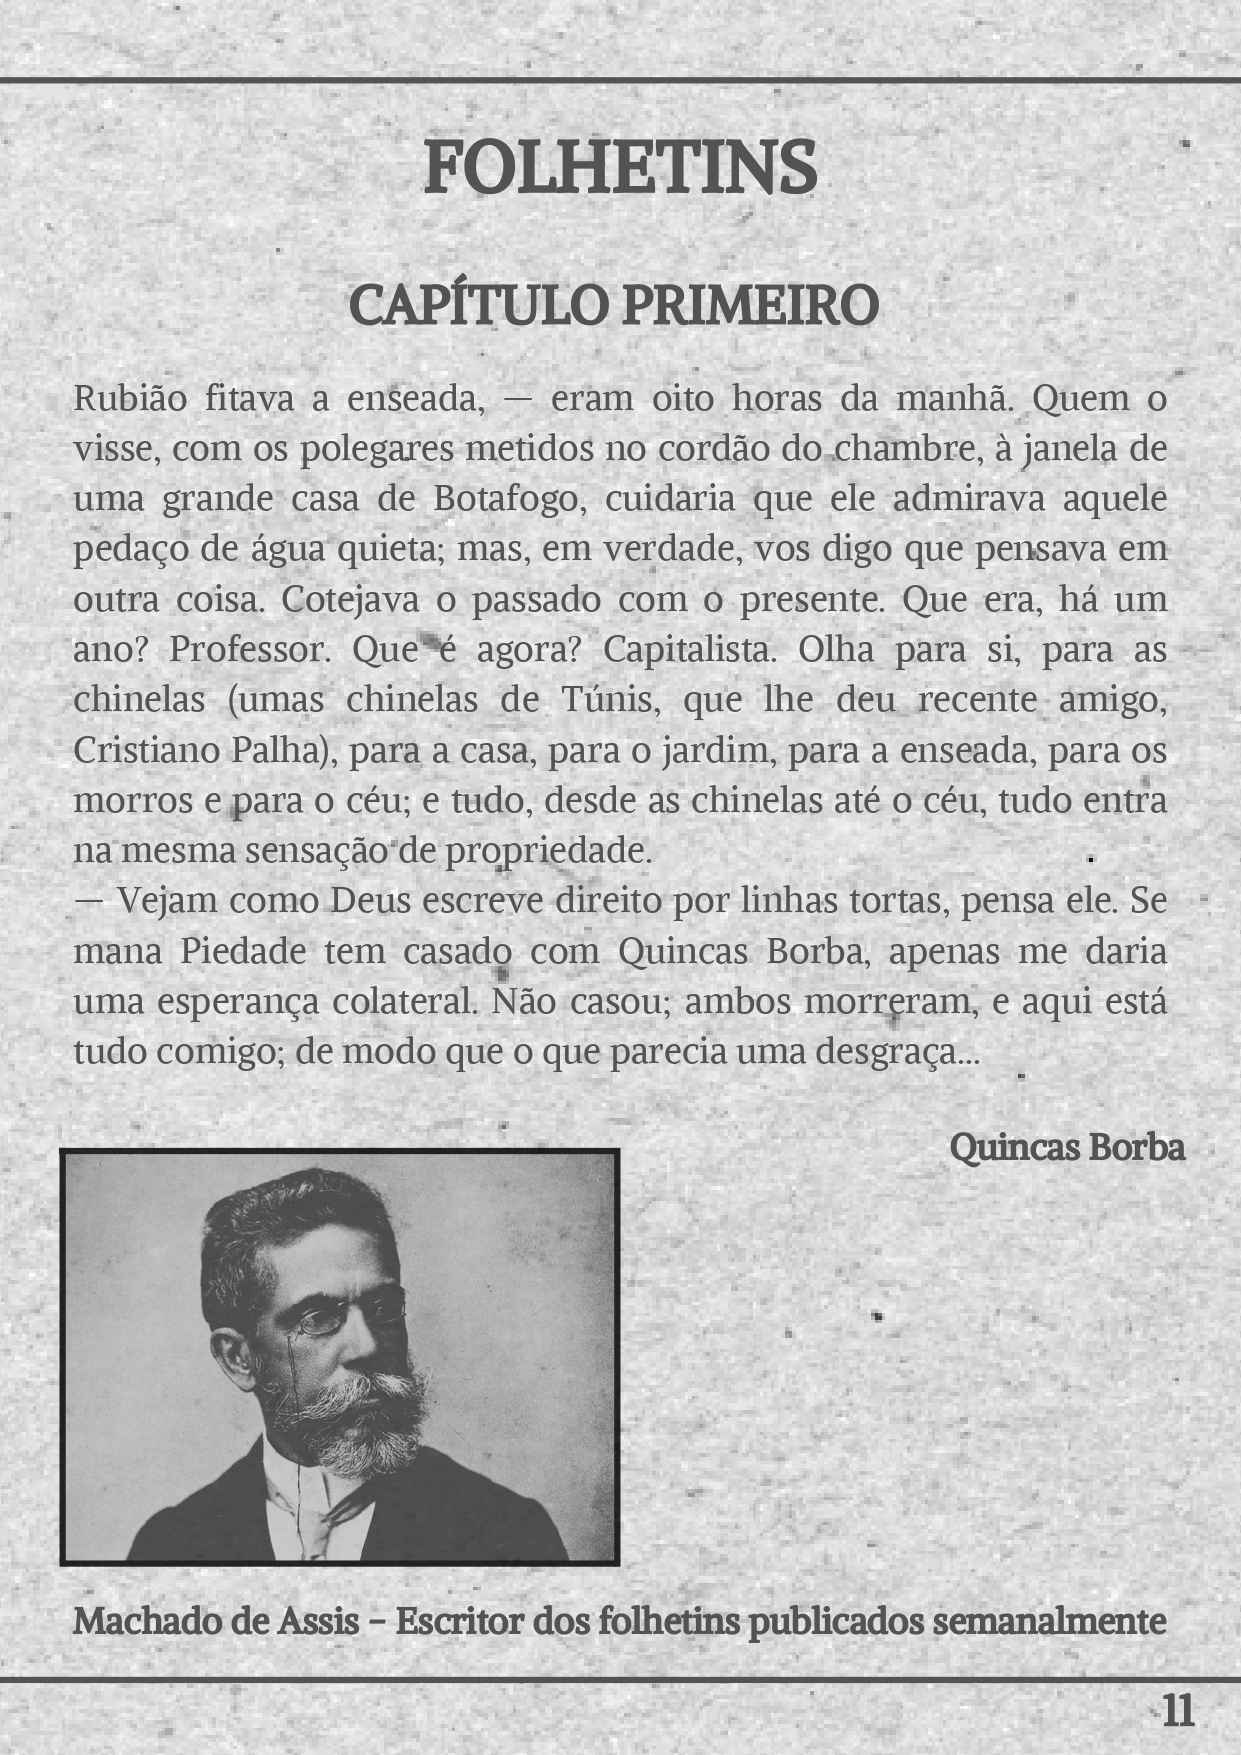 FOLHETINS
CAPÍTULO PRIMEIRO
Rubião fitava a enseada, — eram oito horas da manhã. Quem o
visse, com os polegares metidos no cordão do chambre, à janela de
uma grande casa de Botafogo, cuidaria que ele admirava aquele
pedaço de água quieta; mas, em verdade, vos digo que pensava em
outra coisa. Cotejava o passado com o presente. Que era, há um
ano? Professor. Que é agora? Capitalista. Olha para si, para as
chinelas (umas chinelas de Túnis, que lhe deu recente amigo,
Cristiano Palha), para a casa, para o jardim, para a enseada, para os
morros e para o céu; e tudo, desde as chinelas até o céu, tudo entra
na mesma sensação de propriedade.
— Vejam como Deus escreve direito por linhas tortas, pensa ele. Se
mana Piedade tem casado com Quincas Borba, apenas me daria
uma esperança colateral. Não casou; ambos morreram, e aqui está
tudo comigo; de modo que o que parecia uma desgraça...
Quincas Borba
Machado de Assis – Escritor dos folhetins publicados semanalmente
11